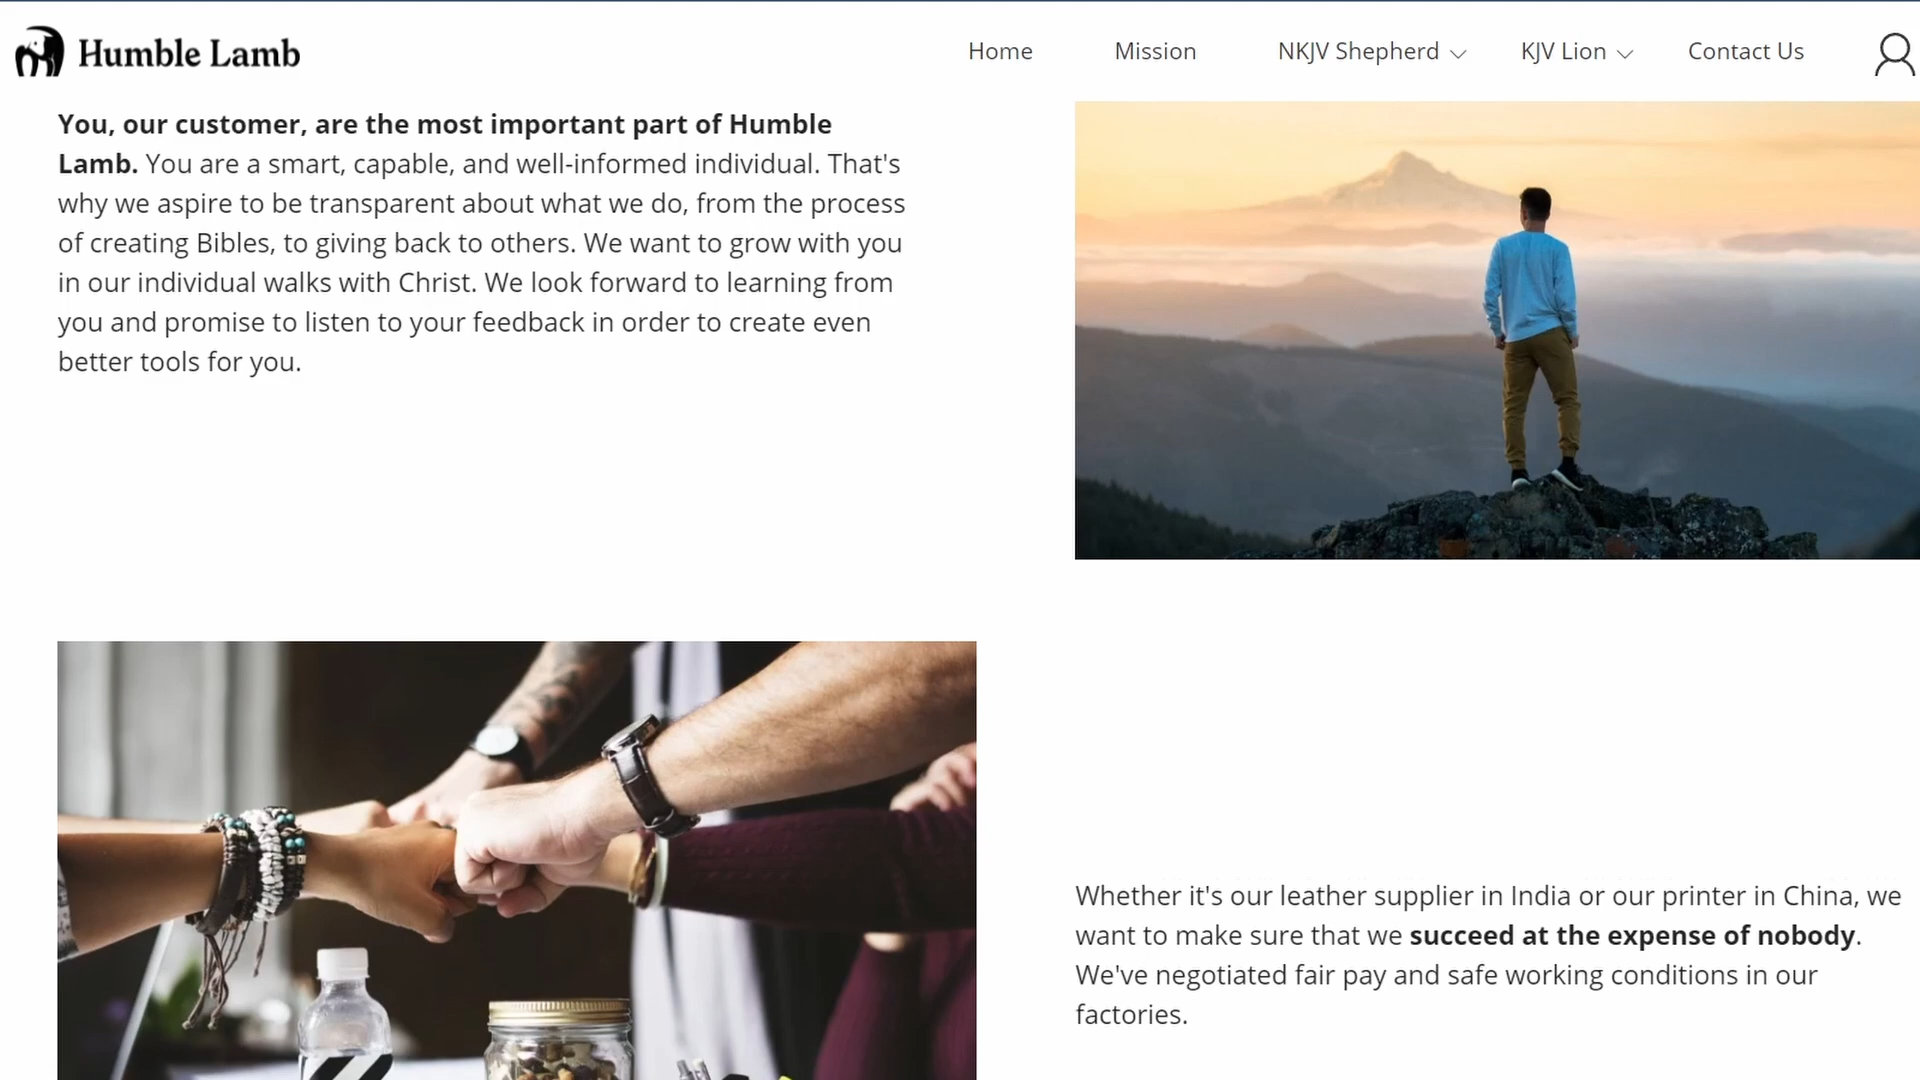 Humble Lamb
Home Mission NKJV Shepherd KJV Lion Contact Us
You, our customer, are the most important part of Humble
Lamb. You are a smart, capable, and well-informed individual. That's
why we aspire to be transparent about what we do, from the process
of creating Bibles, to giving back to others. We want to grow with you
in our individual walks with Christ. We look forward to learning from
you and promise to listen to your feedback in order to create even
better tools for you.
Whether it's our leather supplier in India or our printer in China, we
want to make sure that we succeed at the expense of nobody.
We've negotiated fair pay and safe working conditions in our
factories.